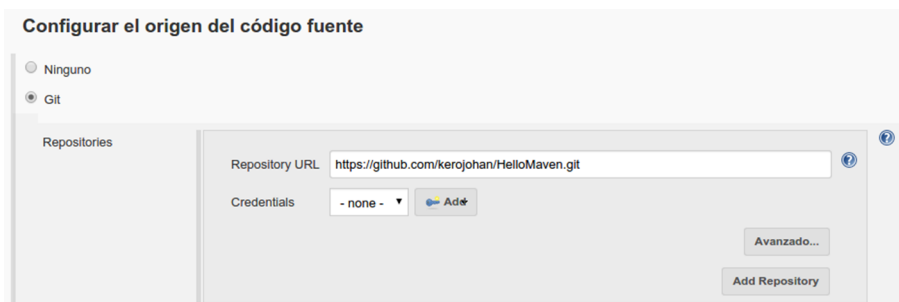 Configurar el origen del código fuente
Ninguno
Git
Repositories
Repository URL https://github.com/kerojohan/HelloMaven.git
Credentials - none - Add
Avanzado...
Add Repository